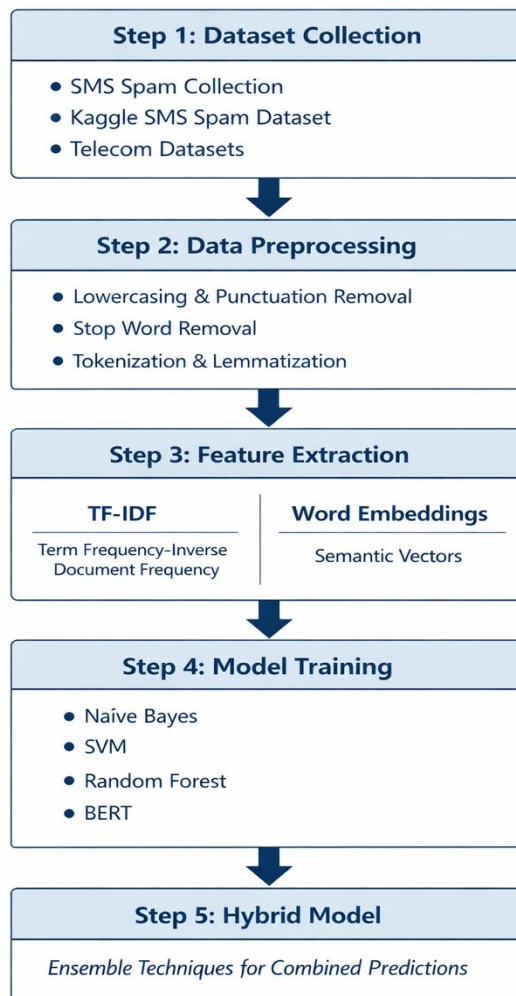 Step 1: Dataset Collection
• SMS Spam Collection
• Kaggle SMS Spam Dataset
• Telecom Datasets
Step 2: Data Preprocessing
• Lowercasing & Punctuation Removal
• Stop Word Removal
• Tokenization & Lemmatization
Step 3: Feature Extraction
TF-IDF
Term Frequency-Inverse
Document Frequency
Word Embeddings
Semantic Vectors
Step 4: Model Training
• Naïve Bayes
• SVM
• Random Forest
• BERT
Step 5: Hybrid Model
Ensemble Techniques for Combined Predictions